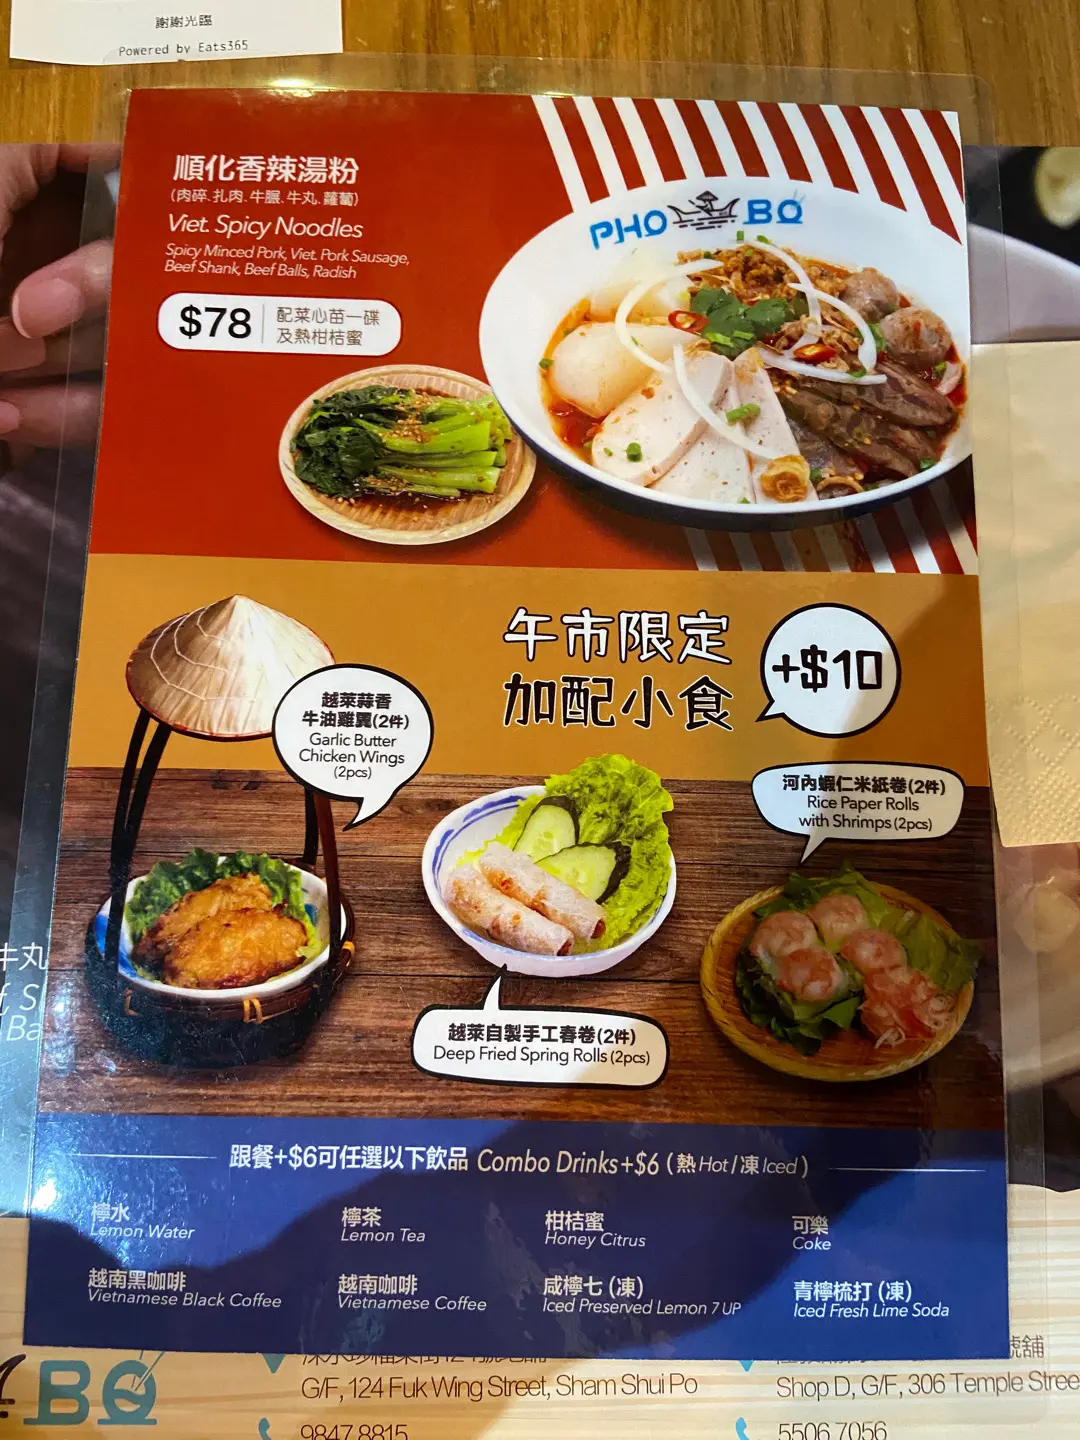 謝謝光臨
Powered by Eats365
順化香辣湯粉
(肉碎.扎肉.牛𦟌.牛丸.蘿蔔)
Viet. Spicy Noodles
Spicy Minced Pork, Viet. Pork Sausage,
Beef Shank, Beef Balls, Radish
$78
配菜心苗一碟
及熱柑桔蜜
PHO BO
午市限定
加配小食
+$10
越萊蒜香
牛油雞翼(2件)
Garlic Butter
Chicken Wings
(2pcs)
河內蝦仁米紙卷(2件)
Rice Paper Rolls
with Shrimps (2pcs)
越萊自製手工春卷(2件)
Deep Fried Spring Rolls (2pcs)
牛丸
Ba
跟餐+$6可任選以下飲品 Combo Drinks+$6 (熱Hot/凍Iced)
檸水
Lemon Water
檸茶
Lemon Tea
柑桔蜜
Honey Citrus
可樂
Coke
越南黑咖啡
Vietnamese Black Coffee
越南咖啡
Vietnamese Coffee
咸檸七 (凍)
Iced Preserved Lemon 7 UP
青檸梳打 (凍)
Iced Fresh Lime Soda
BO
G/F, 124 Fuk Wing Street, Sham Shui Po
9847 8815
號舖
Shop D, G/F, 306 Temple Stree
5506 7056